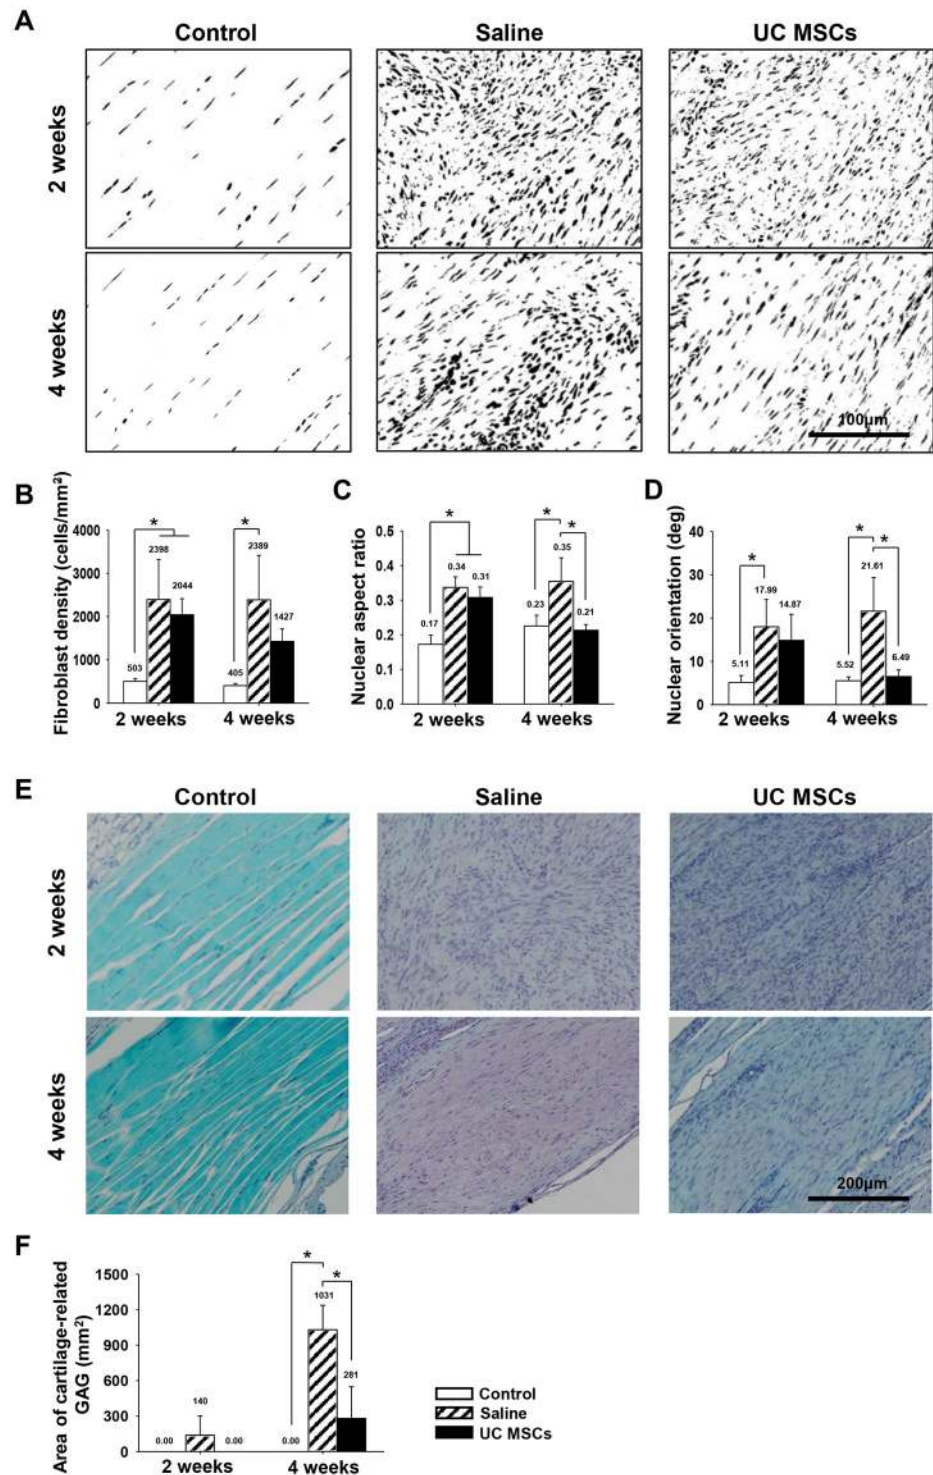 A
Control Saline UC MSCs
2 weeks
4 weeks
100µm
B
Fibroblast density (cells/mm²)
4000
3000
2000
1000
0
*
2398
2044
503
*
2389
1427
405
2 weeks 4 weeks
C
Nuclear aspect ratio
0.5
0.4
0.3
0.2
0.1
0.0
*
0.34
0.31
0.17
*
*
0.35
0.23
0.21
2 weeks 4 weeks
D
Nuclear orientation (deg)
40
30
20
10
0
*
17.99
14.87
5.11
*
*
21.61
5.52
6.49
2 weeks 4 weeks
E
Control Saline UC MSCs
2 weeks
4 weeks
200µm
F
Area of cartilage-related
GAG (mm²)
1500
1200
900
600
300
0
140
0.00
0.00
*
*
1031
281
0.00
2 weeks 4 weeks
Control
Saline
UC MSCs